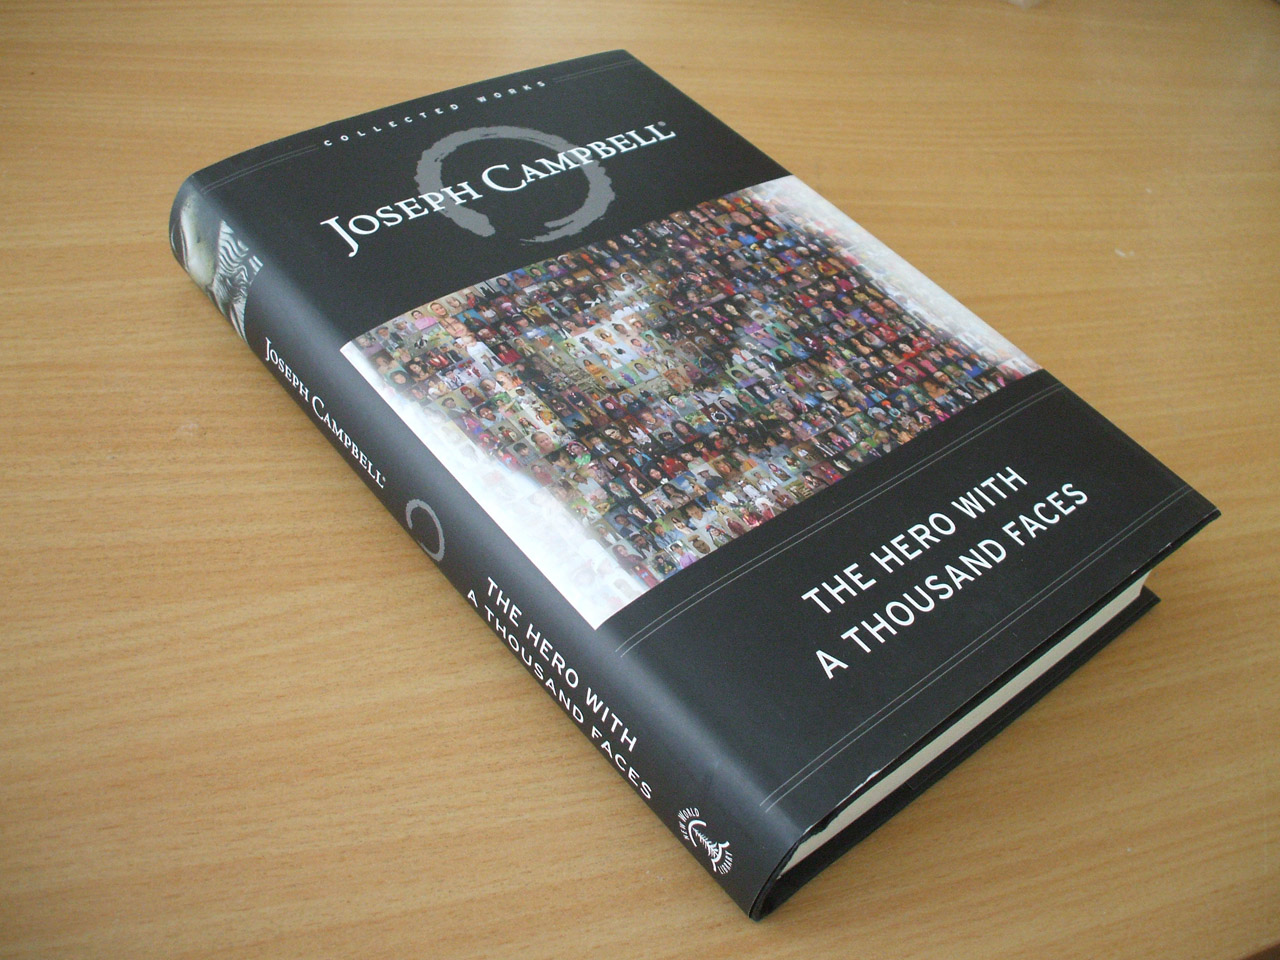 COLLECTED WORKS
JOSEPH CAMPBELL®
THE HERO WITH
A THOUSAND FACES
JOSEPH CAMPBELL®
THE HERO WITH
A THOUSAND FACES
NEW WORLD
LIBRARY